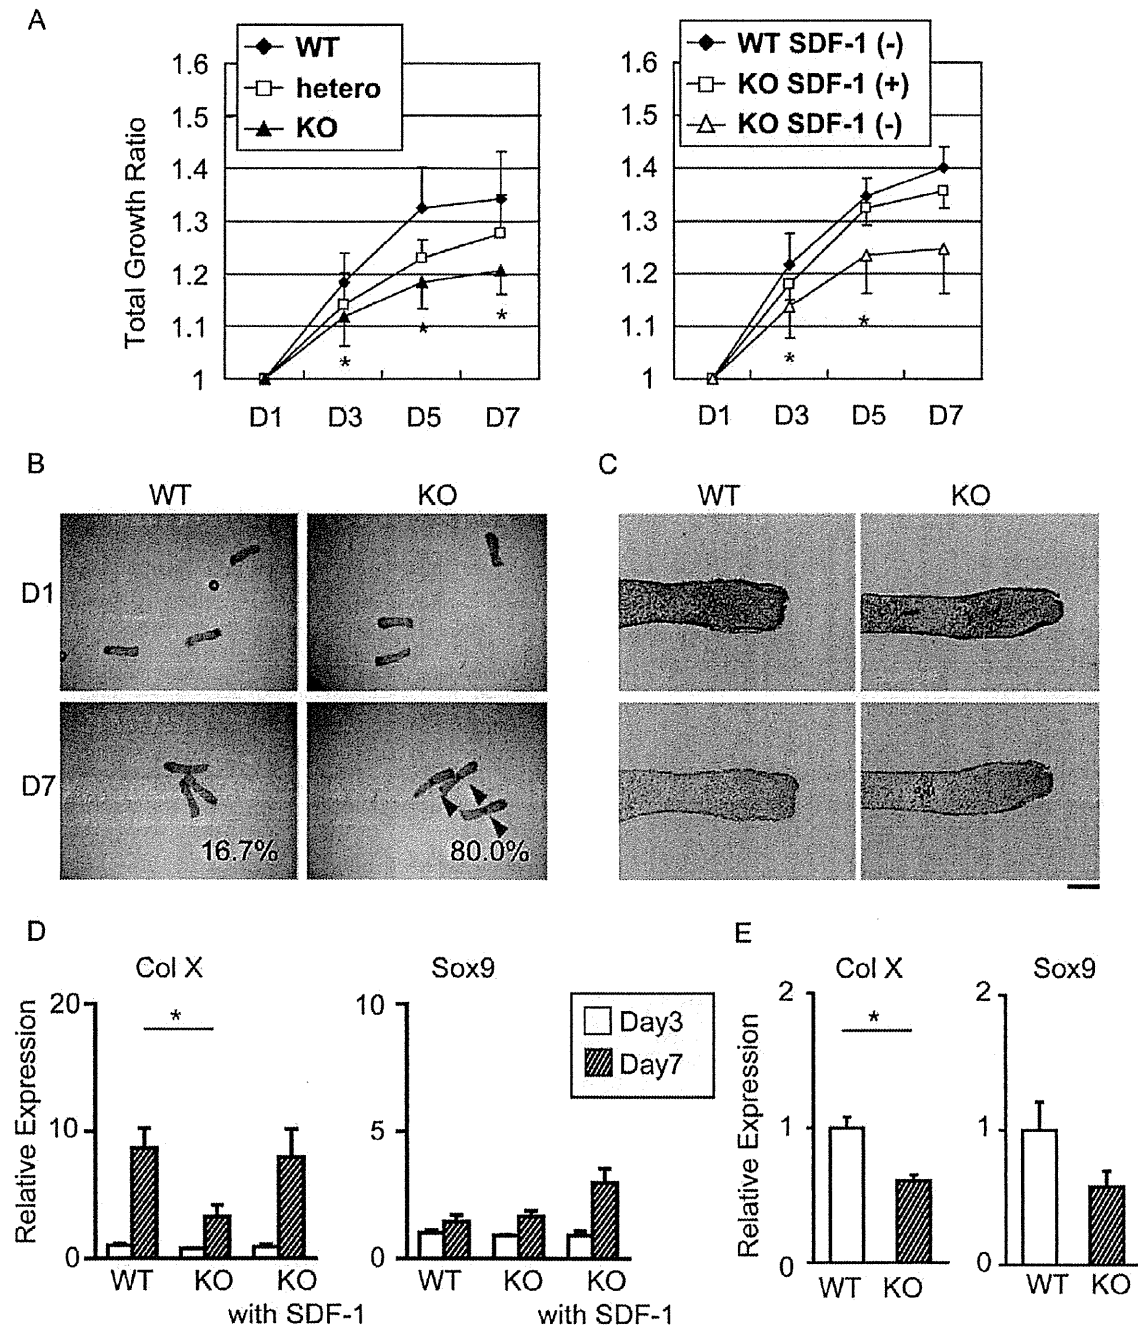 A
WT
hetero
KO
WT SDF-1 (-)
KO SDF-1 (+)
KO SDF-1 (-)
Total Growth Ratio
1.6
1.5
1.4
1.3
1.2
1.1
1
D1 D3 D5 D7
* * *
1.6
1.5
1.4
1.3
1.2
1.1
1
D1 D3 D5 D7
* *
B
WT KO
D1
D7
16.7% 80.0%
C
WT KO
D
Col X
Relative Expression
20
10
0
*
WT KO KO
with SDF-1
Sox9
10
5
0
WT KO KO
with SDF-1
Day3
Day7
E
Col X
Relative Expression
2
1
0
*
WT KO
Sox9
2
1
0
WT KO